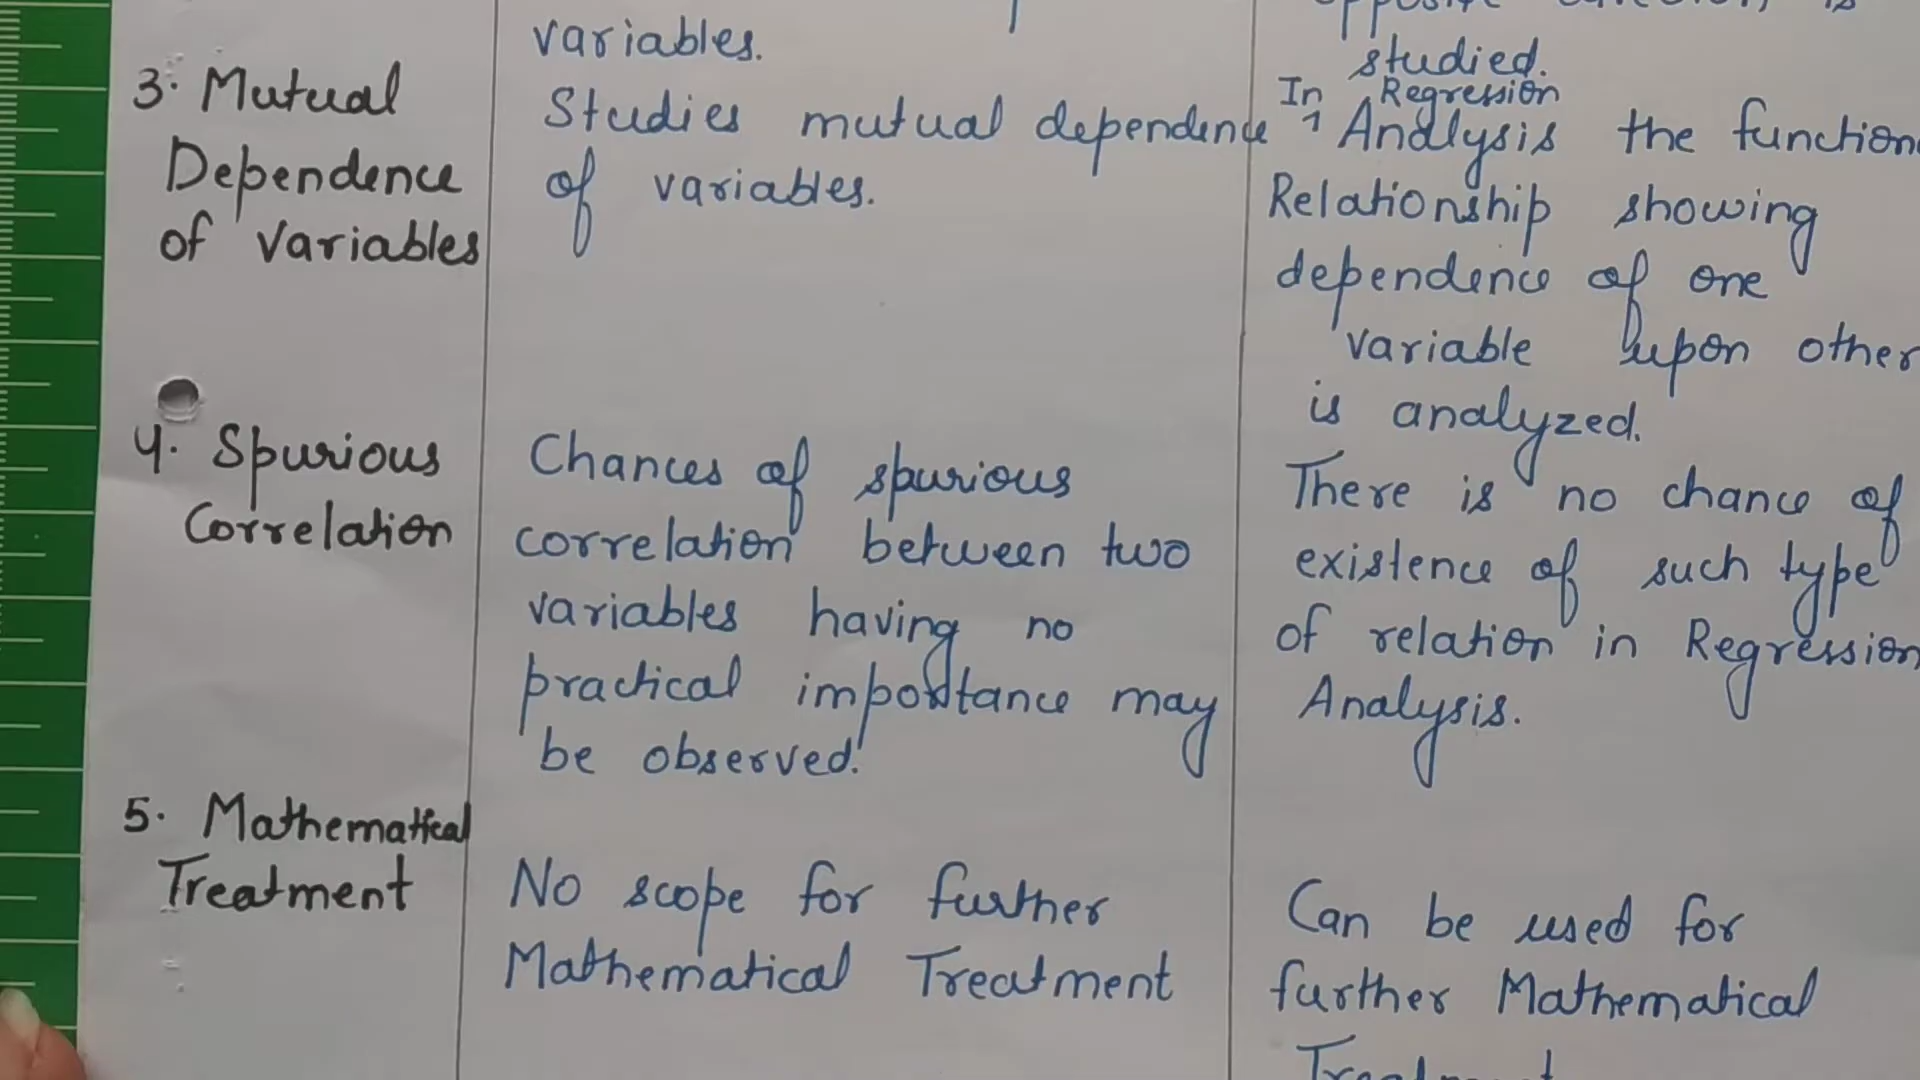 variables.
studied.
3. Mutual
Dependence
of Variables
Studies mutual dependence
of variables.
In Regression
Analysis the function
Relationship showing
dependence of one
variable upon other
is analyzed.
4. Spurious
Correlation
Chances of spurious
correlation between two
variables having no
practical importance may
be observed.
There is no chance of
existence of such type
of relation in Regression
Analysis.
5. Mathematical
Treatment
No scope for further
Mathematical Treatment
Can be used for
further Mathematical